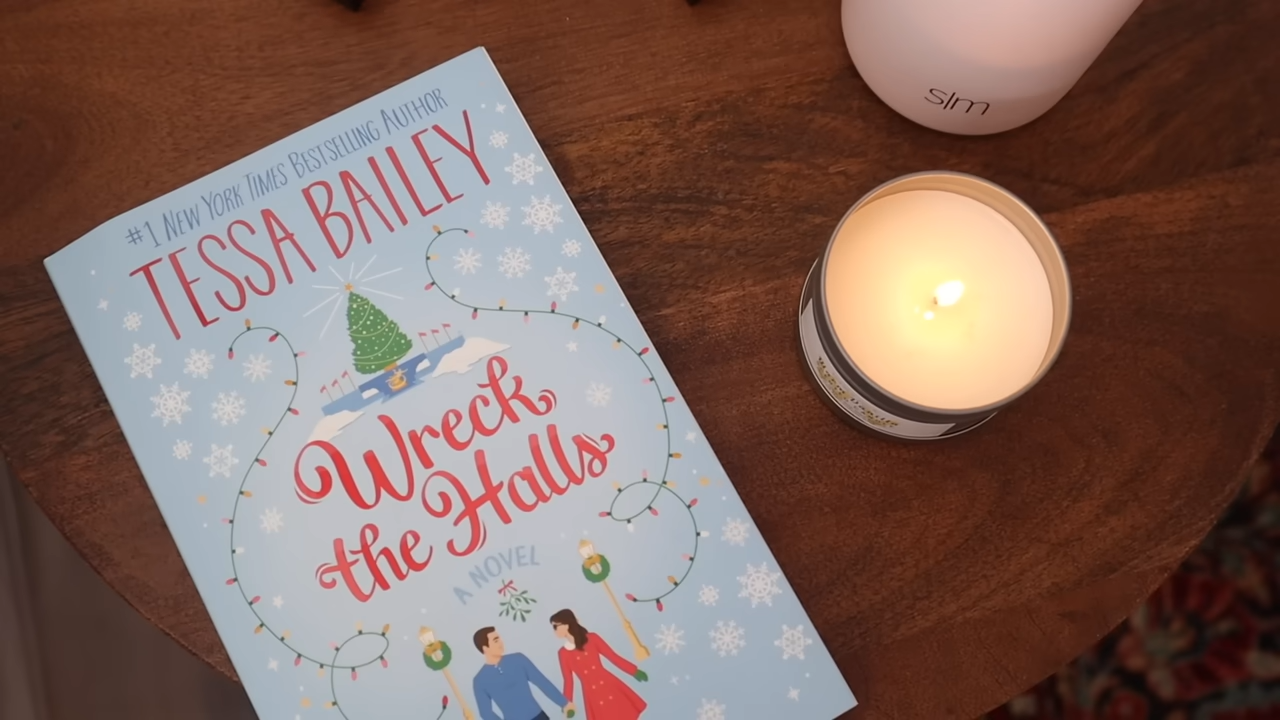 #1 NEW YORK TIMES BESTSELLING AUTHOR
TESSA BAILEY
Wreck
the Halls
A NOVEL
slm